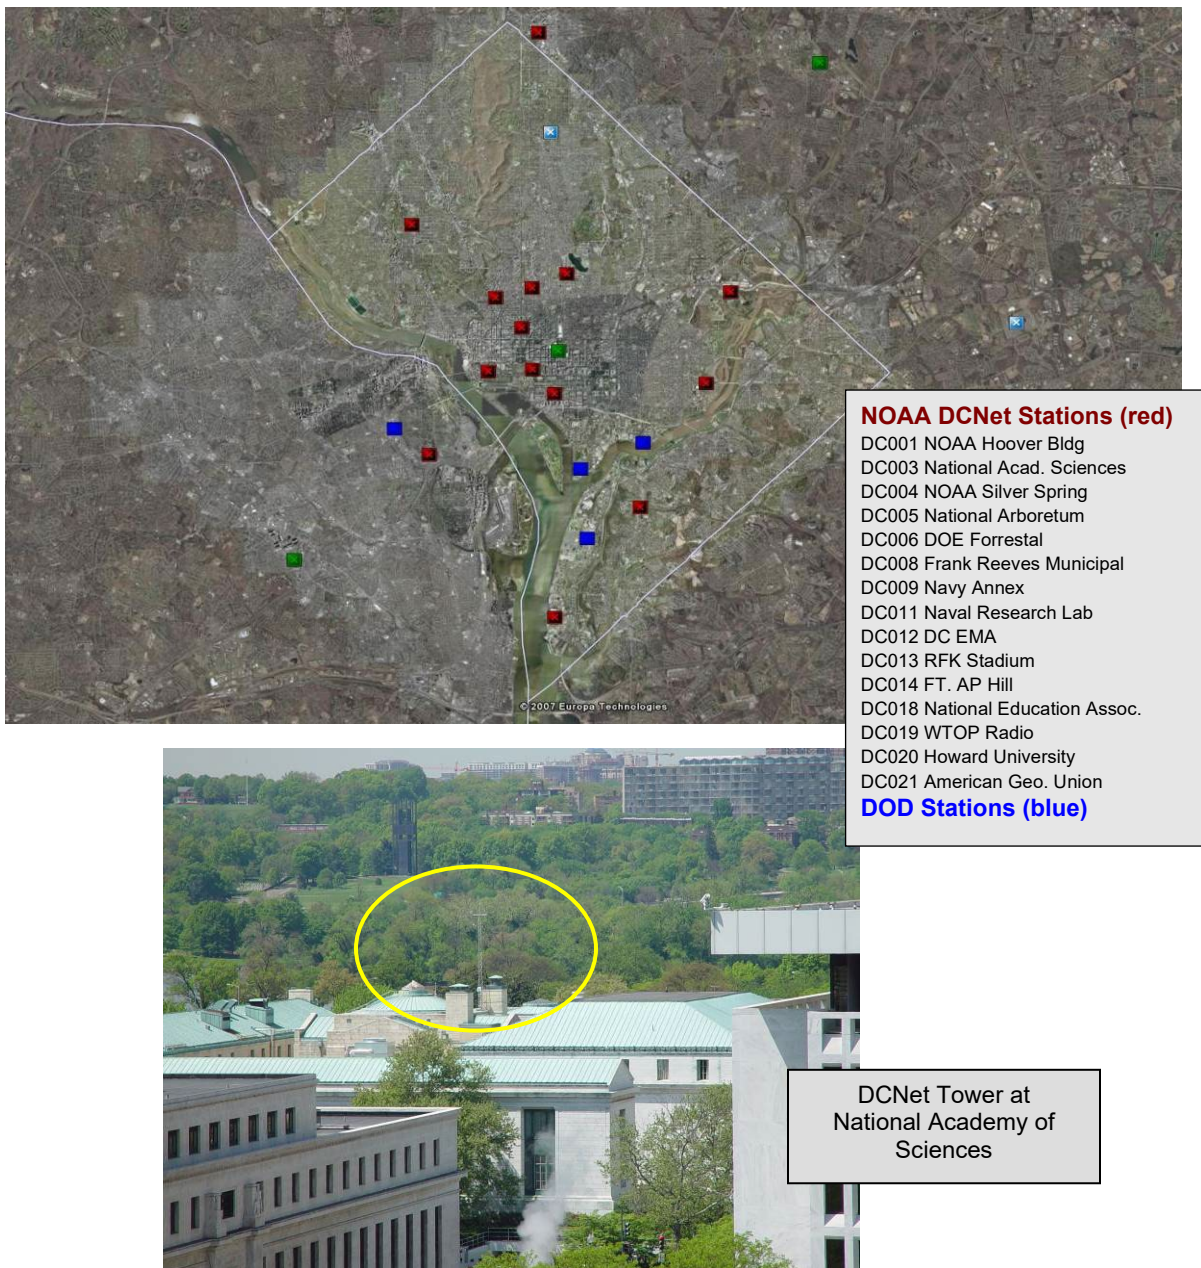 © 2007 Europa Technologies
NOAA DCNet Stations (red)
DC001 NOAA Hoover Bldg
DC003 National Acad. Sciences
DC004 NOAA Silver Spring
DC005 National Arboretum
DC006 DOE Forrestal
DC008 Frank Reeves Municipal
DC009 Navy Annex
DC011 Naval Research Lab
DC012 DC EMA
DC013 RFK Stadium
DC014 FT. AP Hill
DC018 National Education Assoc.
DC019 WTOP Radio
DC020 Howard University
DC021 American Geo. Union
DOD Stations (blue)
DCNet Tower at
National Academy of
Sciences